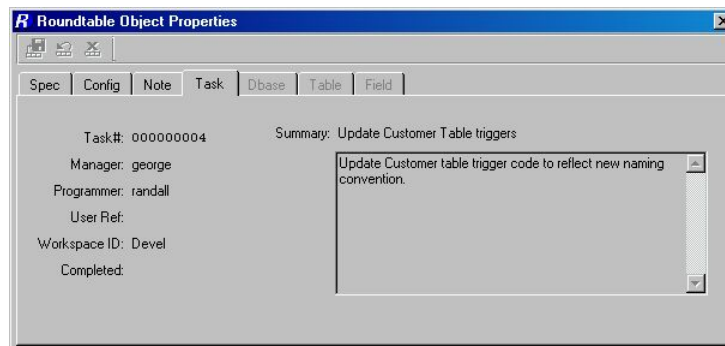 R Roundtable Object Properties
Spec Config Note Task Dbase Table Field
Task#: 000000004 Summary: Update Customer Table triggers
Manager: george Update Customer table trigger code to reflect new naming
convention.
Programmer: randall
User Ref:
Workspace ID: Devel
Completed: